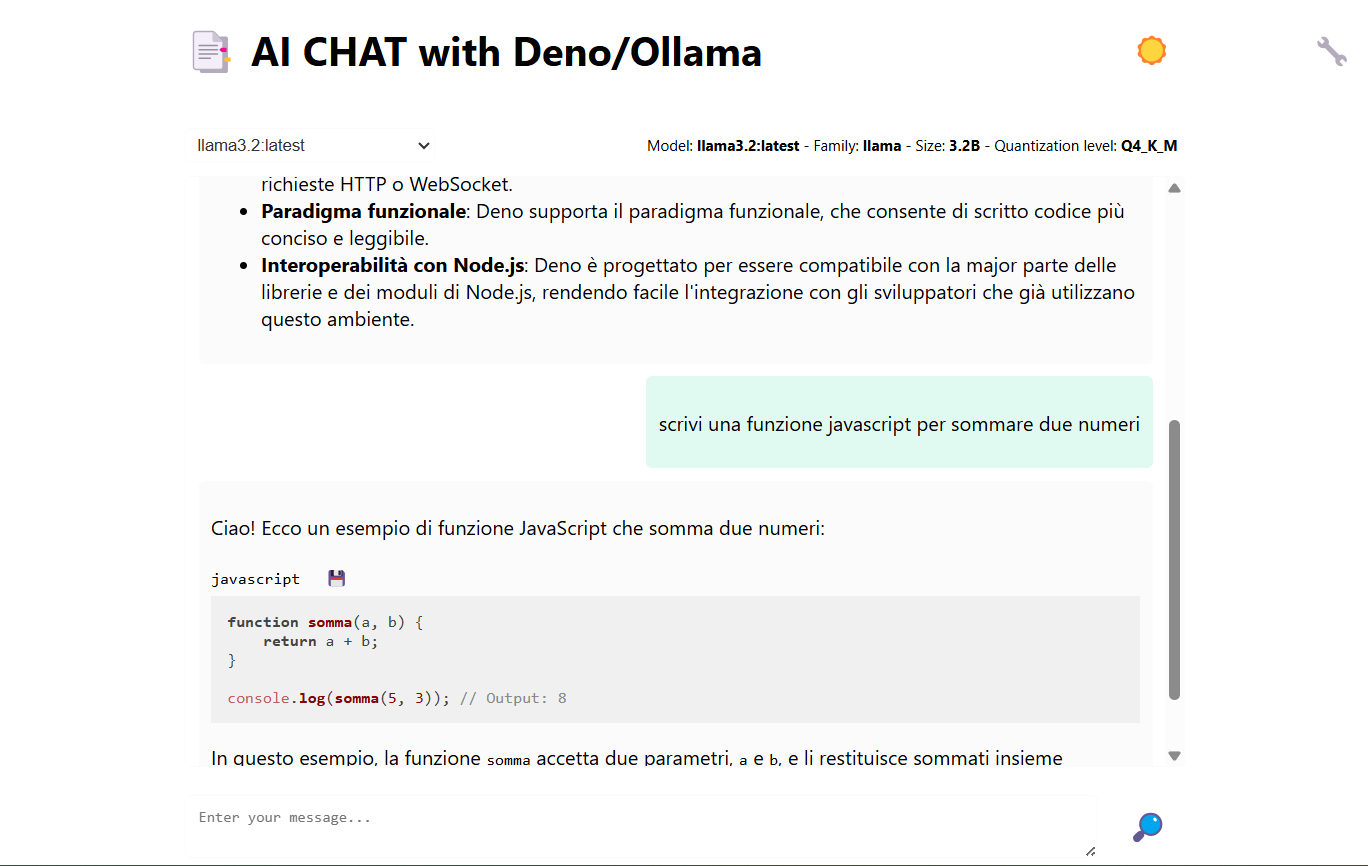 AI CHAT with Deno/Ollama
llama3.2:latest
Model: llama3.2:latest - Family: llama - Size: 3.2B - Quantization level: Q4_K_M
richieste HTTP o WebSocket.
• Paradigma funzionale: Deno supporta il paradigma funzionale, che consente di scritto codice più
conciso e leggibile.
• Interoperabilità con Node.js: Deno è progettato per essere compatibile con la major parte delle
librerie e dei moduli di Node.js, rendendo facile l'integrazione con gli sviluppatori che già utilizzano
questo ambiente.
scrivi una funzione javascript per sommare due numeri
Ciao! Ecco un esempio di funzione JavaScript che somma due numeri:
javascript
function somma(a, b) {
    return a + b;
}
console.log(somma(5, 3)); // Output: 8
In questo esempio, la funzione somma accetta due parametri, a e b, e li restituisce sommati insieme
Enter your message...